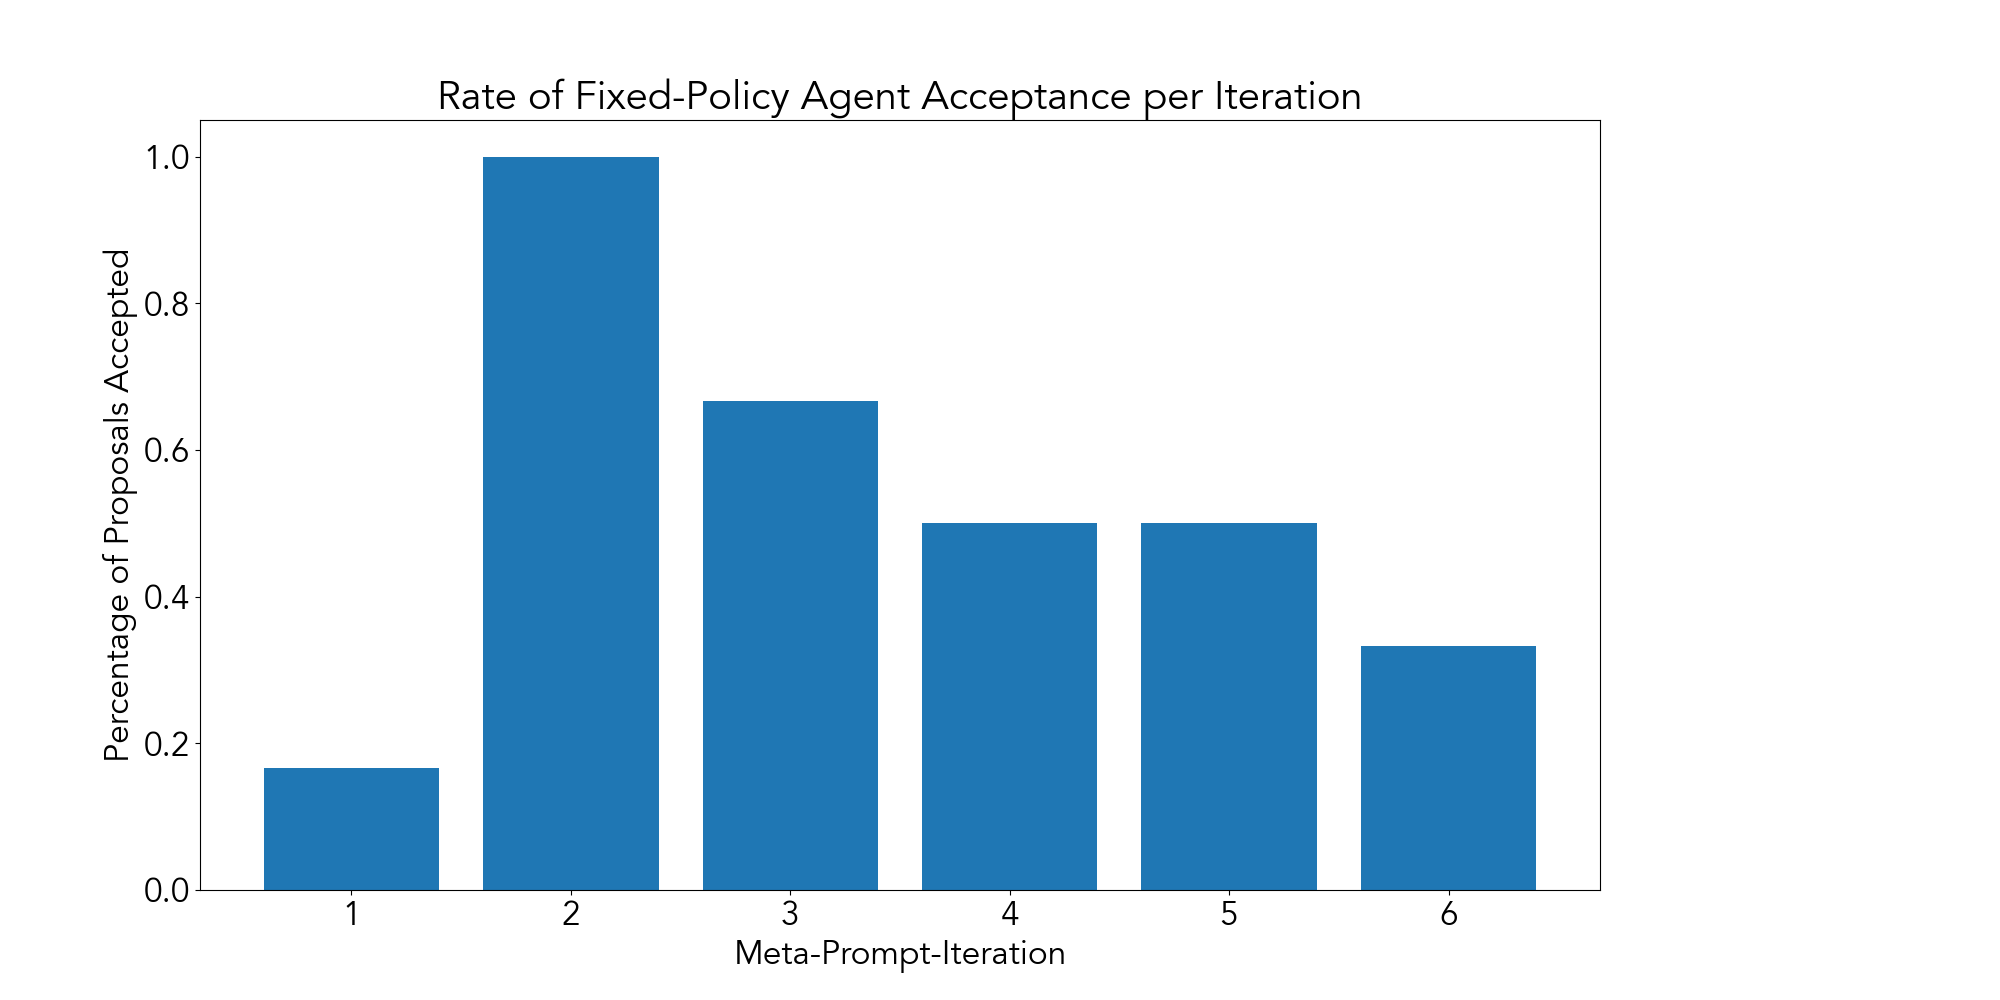 Rate of Fixed-Policy Agent Acceptance per Iteration
Percentage of Proposals Accepted
1.0
0.8
0.6
0.4
0.2
0.0
1 2 3 4 5 6
Meta-Prompt-Iteration